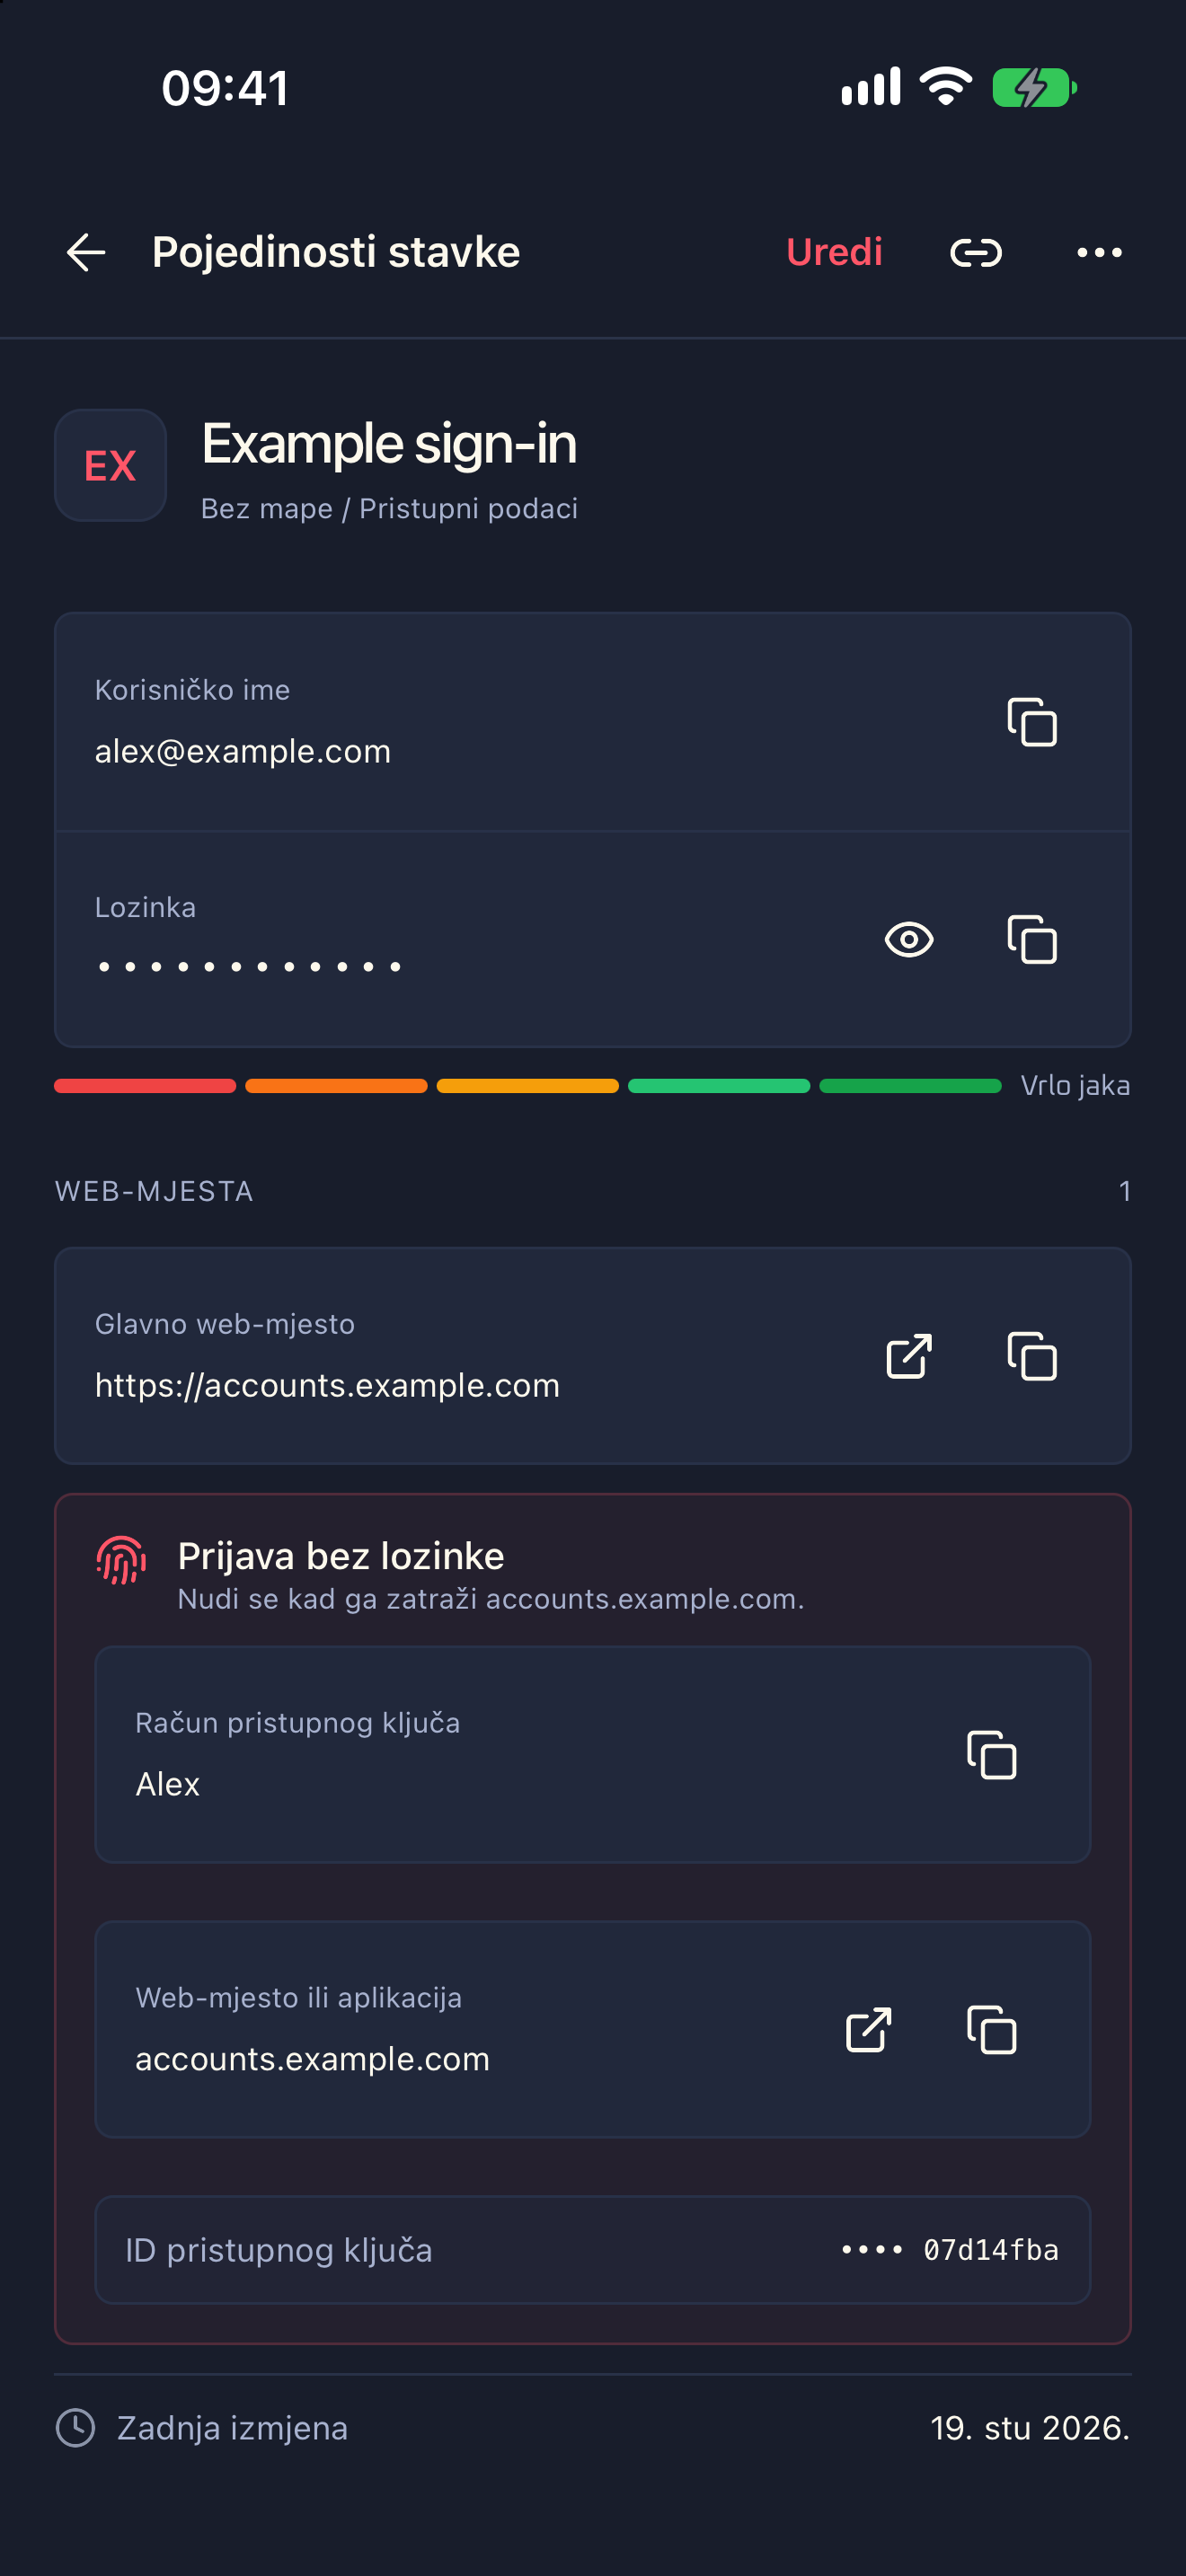 09:41
Pojedinosti stavke
Uredi
EX
Example sign-in
Bez mape / Pristupni podaci
Korisničko ime
alex@example.com
Lozinka
••••••••••••
Vrlo jaka
WEB-MJESTA
1
Glavno web-mjesto
https://accounts.example.com
Prijava bez lozinke
Nudi se kad ga zatraži accounts.example.com.
Račun pristupnog ključa
Alex
Web-mjesto ili aplikacija
accounts.example.com
ID pristupnog ključa
•••• 07d14fba
Zadnja izmjena
19. stu 2026.